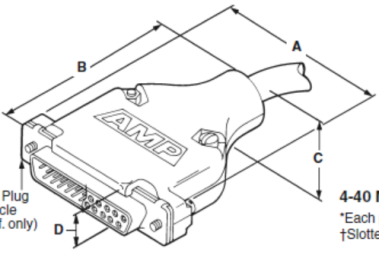 B
A
AMP
C
Plug
cle
f. only)
D
4-40 M
*Each
†Slotte